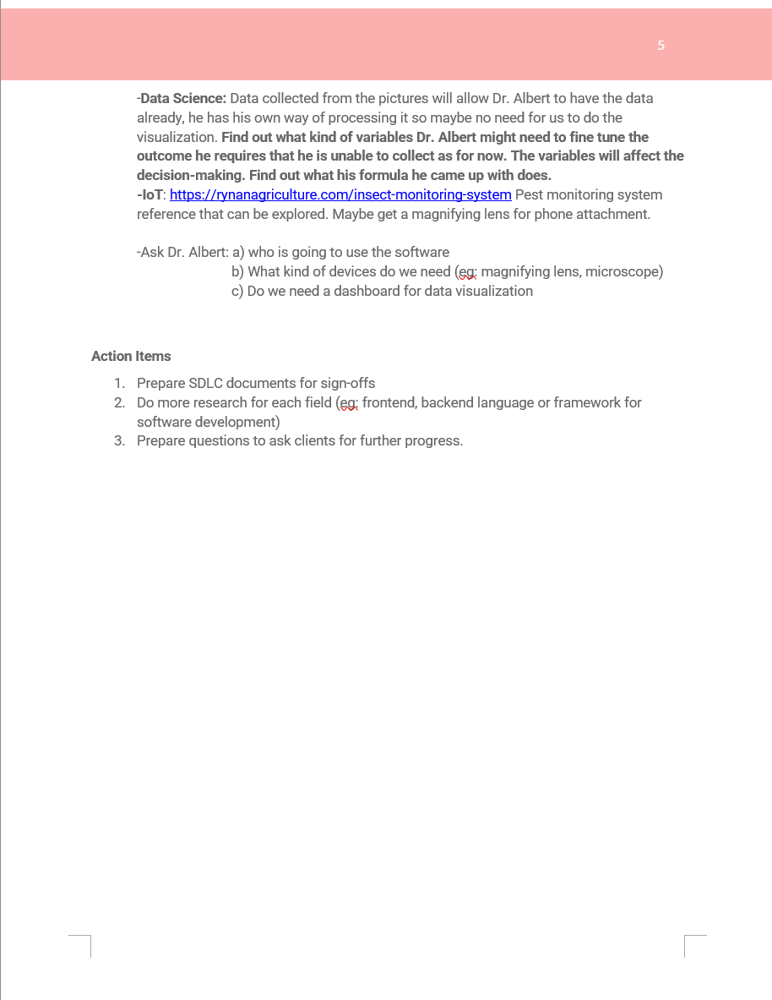 5
-Data Science: Data collected from the pictures will allow Dr. Albert to have the data
already, he has his own way of processing it so maybe no need for us to do the
visualization. Find out what kind of variables Dr. Albert might need to fine tune the
outcome he requires that he is unable to collect as for now. The variables will affect the
decision-making. Find out what his formula he came up with does.
-IoT: https://rynanagriculture.com/insect-monitoring-system Pest monitoring system
reference that can be explored. Maybe get a magnifying lens for phone attachment.
-Ask Dr. Albert: a) who is going to use the software
b) What kind of devices do we need (eg: magnifying lens, microscope)
c) Do we need a dashboard for data visualization
Action Items
1. Prepare SDLC documents for sign-offs
2. Do more research for each field (eg: frontend, backend language or framework for
software development)
3. Prepare questions to ask clients for further progress.